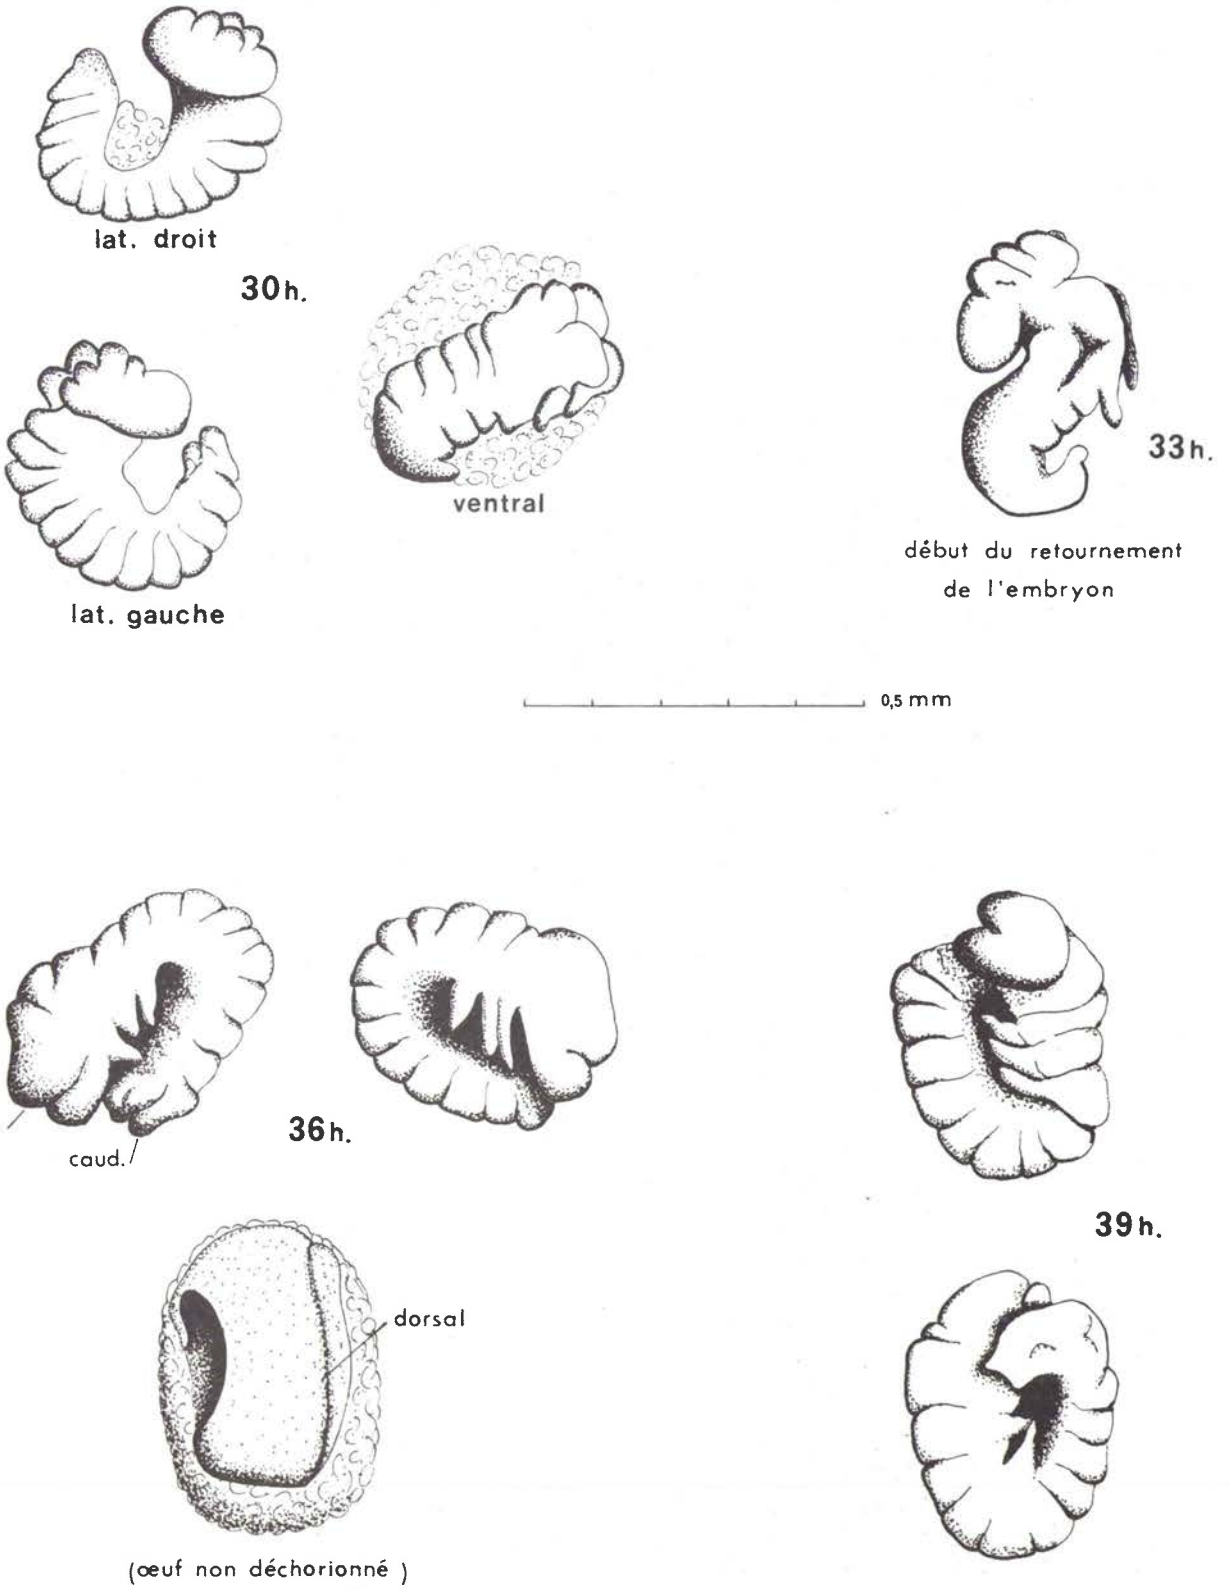 lat. droit
30h.
ventral
lat. gauche
33h.
début du retournement
de l'embryon
0,5 mm
36h.
caud.
39h.
dorsal
(œuf non déchorionné )